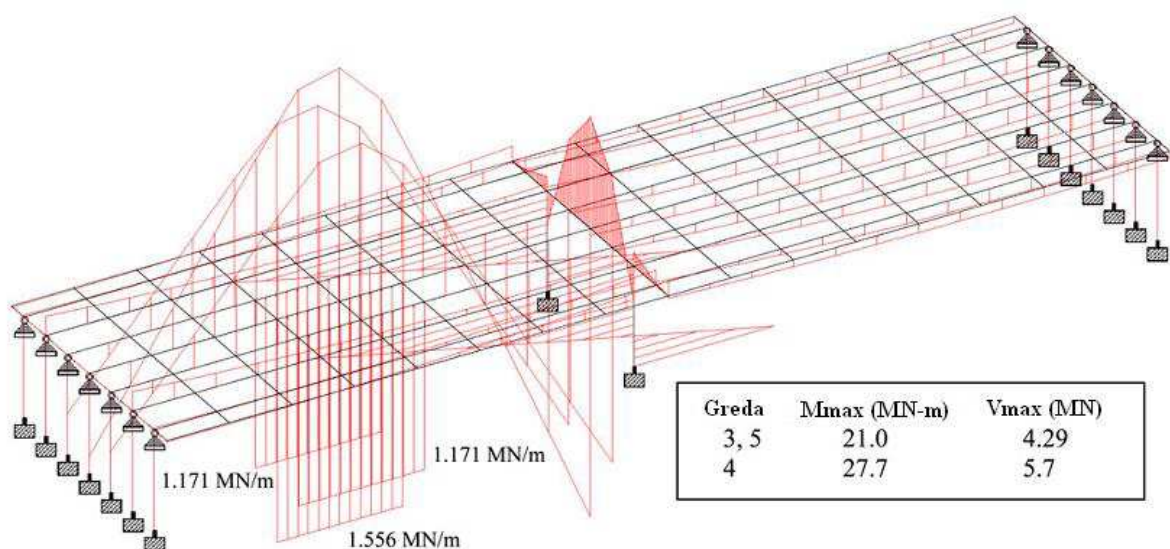 1.171 MN/m
1.171 MN/m
1.556 MN/m
Greda Mmax (MN-m) Vmax (MN)
3, 5 21.0 4.29
4 27.7 5.7